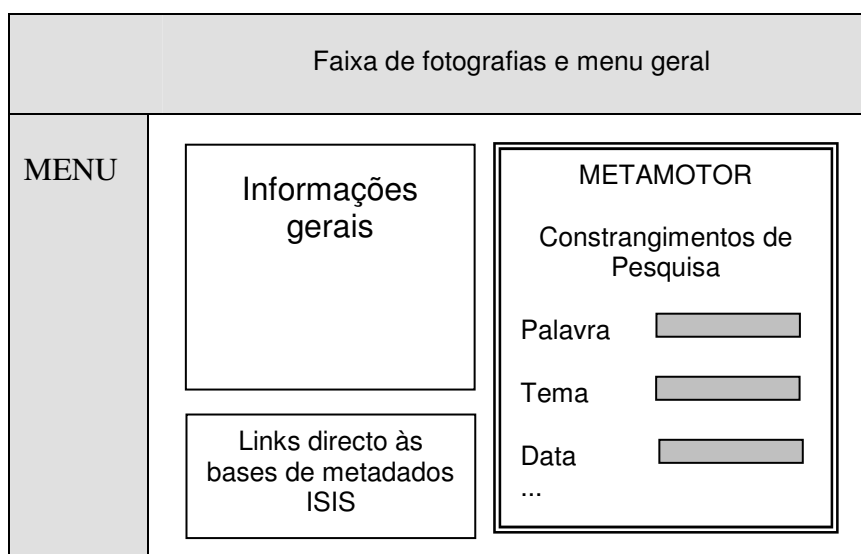 Faixa de fotografias e menu geral
MENU
Informações
gerais
Links directo às
bases de metadados
ISIS
METAMOTOR
Constrangimentos de
Pesquisa
Palavra
Tema
Data
...